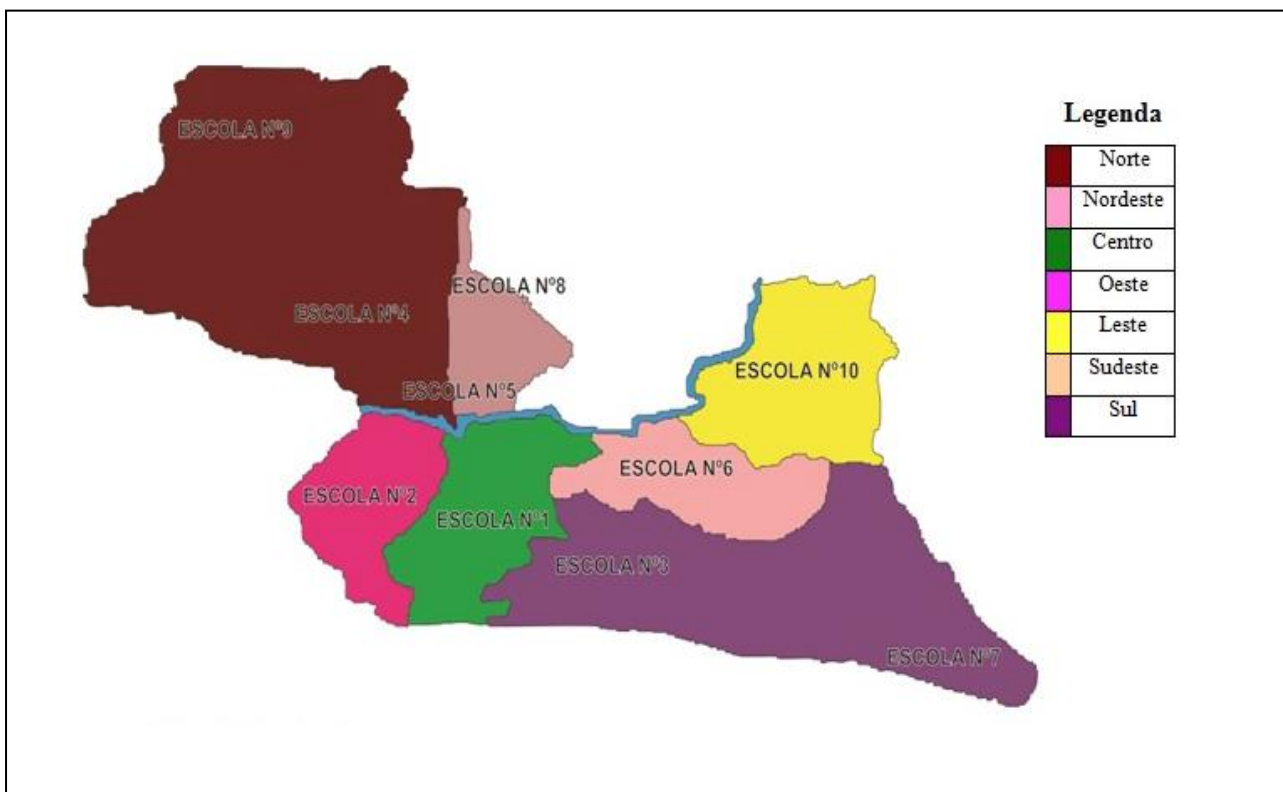 ESCOLA Nº9
ESCOLA Nº8
ESCOLA Nº4
ESCOLA Nº5
ESCOLA Nº10
ESCOLA Nº6
ESCOLA Nº2
ESCOLA Nº1
ESCOLA Nº3
ESCOLA Nº7
Legenda
Norte
Nordeste
Centro
Oeste
Leste
Sudeste
Sul